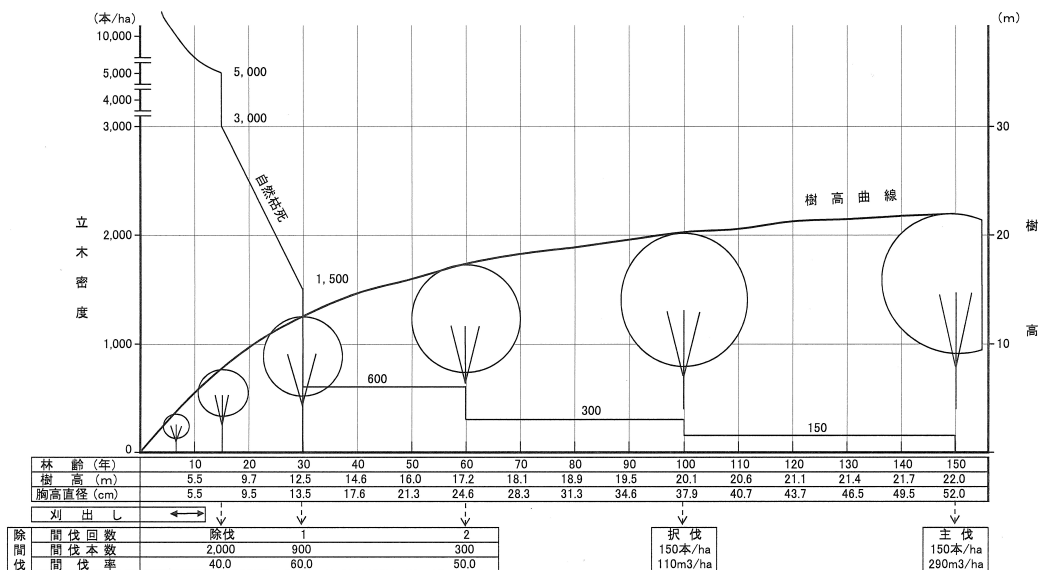 (本/ha)
(m)
10,000
5,000
4,000
3,000
2,000
1,000
0
立木密度
5,000
3,000
自然枯死
1,500
600
300
150
樹高曲線
30
20
10
樹高
林 齢 (年) 10 20 30 40 50 60 70 80 90 100 110 120 130 140 150
樹 高 (m) 5.5 9.7 12.5 14.6 16.0 17.2 18.1 18.9 19.5 20.1 20.6 21.1 21.4 21.7 22.0
胸高直径(cm) 5.5 9.5 13.5 17.6 21.3 24.6 28.3 31.3 34.6 37.9 40.7 43.7 46.5 49.5 52.0
刈 出 し
除間伐
間伐回数 除伐 1 2
間伐本数 2,000 900 300
間 伐 率 40.0 60.0 50.0
択 伐
150本/ha
110m3/ha
主 伐
150本/ha
290m3/ha